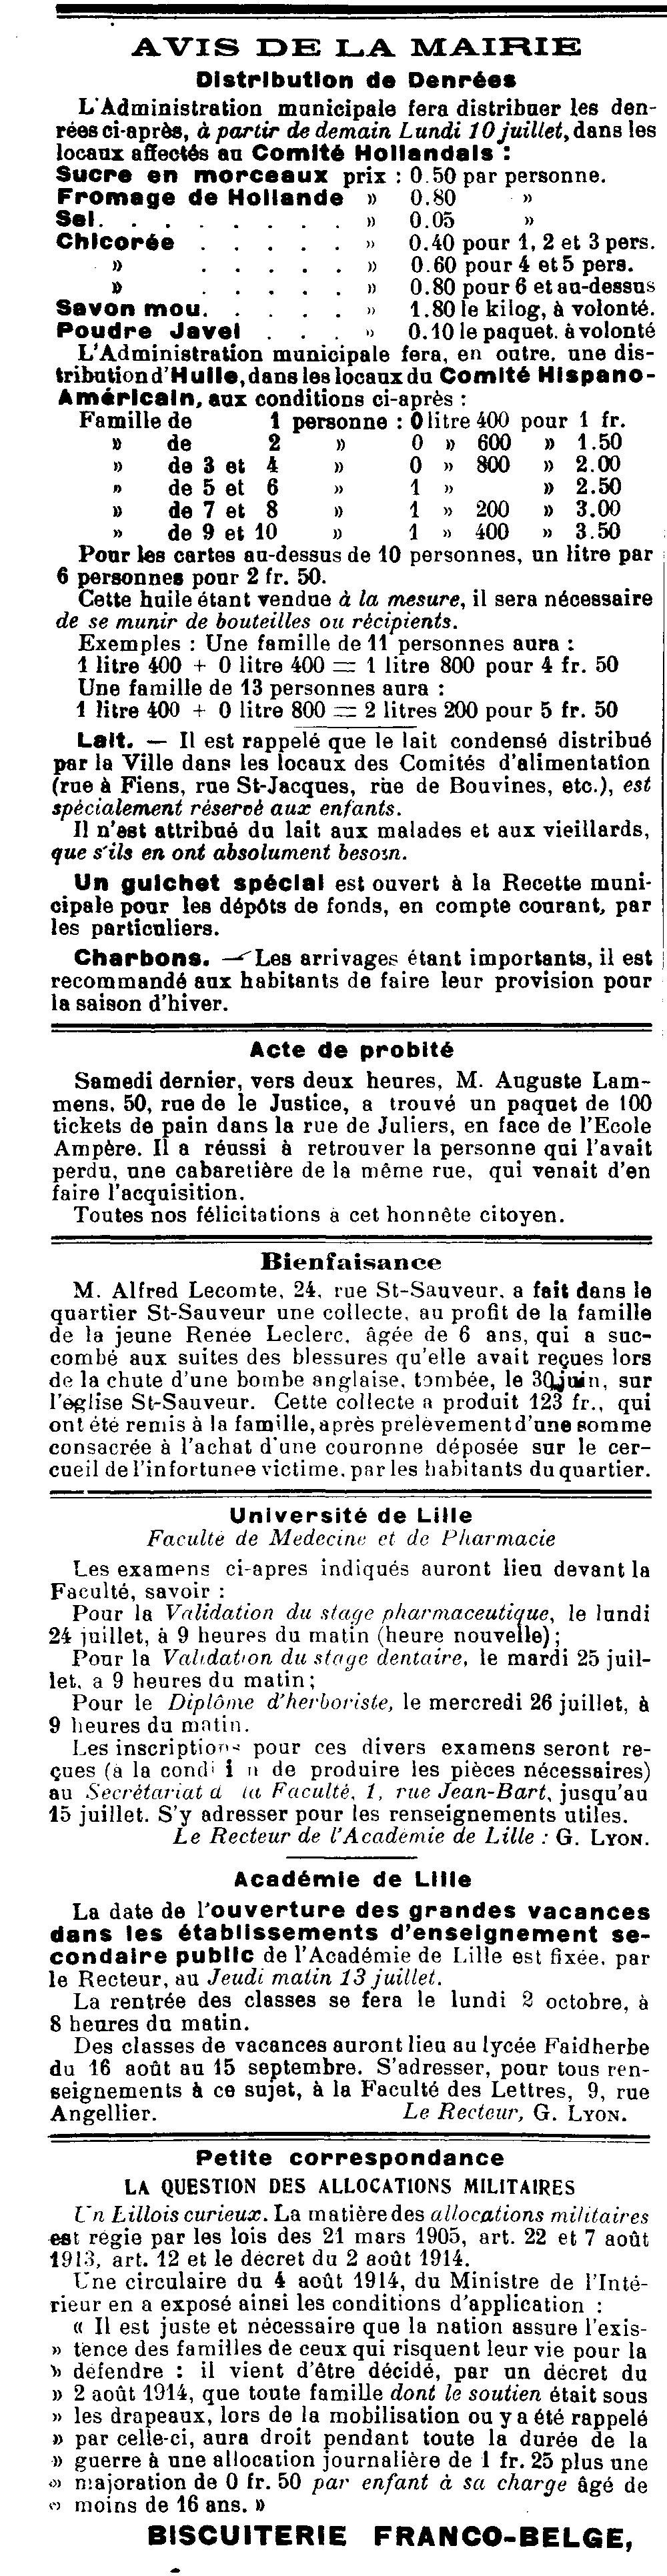 AVIS DE LA MAIRIE
Distribution de Denrées
L'Administration municipale fera distribuer les den-
rées ci-après, à partir de demain Lundi 10 juillet, dans les
locaux affectés au Comité Hollandais :
Sucre en morceaux prix : 0.50 par personne.
Fromage de Hollande » 0.80 »
Sel. . . . . . . . » 0.05 »
Chicorée . . . . . » 0.40 pour 1, 2 et 3 pers.
» . . . . . » 0.60 pour 4 et 5 pers.
» . . . . . » 0.80 pour 6 et au-dessus
Savon mou. . . . . » 1.80 le kilog, à volonté.
Poudre Javel . . . » 0.10 le paquet. à volonté
L'Administration municipale fera, en outre, une dis-
tribution d'Huile, dans les locaux du Comité Hispano-
Américain, aux conditions ci-après :
Famille de 1 personne : 0 litre 400 pour 1 fr.
» de 2 » 0 » 600 » 1.50
» de 3 et 4 » 0 » 800 » 2.00
» de 5 et 6 » 1 » » 2.50
» de 7 et 8 » 1 » 200 » 3.00
» de 9 et 10 » 1 » 400 » 3.50
Pour les cartes au-dessus de 10 personnes, un litre par
6 personnes pour 2 fr. 50.
Cette huile étant vendue à la mesure, il sera nécessaire
de se munir de bouteilles ou récipients.
Exemples : Une famille de 11 personnes aura :
1 litre 400 + 0 litre 400 = 1 litre 800 pour 4 fr. 50
Une famille de 13 personnes aura :
1 litre 400 + 0 litre 800 = 2 litres 200 pour 5 fr. 50
Lait. — Il est rappelé que le lait condensé distribué
par la Ville dans les locaux des Comités d'alimentation
(rue à Fiens, rue St-Jacques, rue de Bouvines, etc.), est
spécialement réservé aux enfants.
Il n'est attribué du lait aux malades et aux vieillards,
que s'ils en ont absolument besoin.
Un guichet spécial est ouvert à la Recette muni-
cipale pour les dépôts de fonds, en compte courant, par
les particuliers.
Charbons. — Les arrivages étant importants, il est
recommandé aux habitants de faire leur provision pour
la saison d'hiver.
Acte de probité
Samedi dernier, vers deux heures, M. Auguste Lam-
mens, 50, rue de le Justice, a trouvé un paquet de 100
tickets de pain dans la rue de Juliers, en face de l'Ecole
Ampère. Il a réussi à retrouver la personne qui l'avait
perdu, une cabaretière de la même rue, qui venait d'en
faire l'acquisition.
Toutes nos félicitations à cet honnête citoyen.
Bienfaisance
M. Alfred Lecomte, 24, rue St-Sauveur, a fait dans le
quartier St-Sauveur une collecte, au profit de la famille
de la jeune Renée Leclerc, âgée de 6 ans, qui a suc-
combé aux suites des blessures qu'elle avait reçues lors
de la chute d'une bombe anglaise, tombée, le 30 juin, sur
l'église St-Sauveur. Cette collecte a produit 123 fr., qui
ont été remis à la famille, après prélèvement d'une somme
consacrée à l'achat d'une couronne déposée sur le cer-
cueil de l'infortunée victime, par les habitants du quartier.
Université de Lille
Faculté de Médecine et de Pharmacie
Les examens ci-après indiqués auront lieu devant la
Faculté, savoir :
Pour la Validation du stage pharmaceutique, le lundi
24 juillet, à 9 heures du matin (heure nouvelle) ;
Pour la Validation du stage dentaire, le mardi 25 juil-
let, à 9 heures du matin ;
Pour le Diplôme d'herboriste, le mercredi 26 juillet, à
9 heures du matin.
Les inscriptions pour ces divers examens seront re-
çues (à la condition de produire les pièces nécessaires)
au Secrétariat de la Faculté, 1, rue Jean-Bart, jusqu'au
15 juillet. S'y adresser pour les renseignements utiles.
Le Recteur de l'Académie de Lille : G. LYON.
Académie de Lille
La date de l'ouverture des grandes vacances
dans les établissements d'enseignement se-
condaire public de l'Académie de Lille est fixée, par
le Recteur, au Jeudi matin 13 juillet.
La rentrée des classes se fera le lundi 2 octobre, à
8 heures du matin.
Des classes de vacances auront lieu au lycée Faidherbe
du 16 août au 15 septembre. S'adresser, pour tous ren-
seignements à ce sujet, à la Faculté des Lettres, 9, rue
Angellier. Le Recteur, G. LYON.
Petite correspondance
LA QUESTION DES ALLOCATIONS MILITAIRES
Un Lillois curieux. La matière des allocations militaires
est régie par les lois des 21 mars 1905, art. 22 et 7 août
1913, art. 12 et le décret du 2 août 1914.
Une circulaire du 4 août 1914, du Ministre de l'Inté-
rieur en a exposé ainsi les conditions d'application :
« Il est juste et nécessaire que la nation assure l'exis-
» tence des familles de ceux qui risquent leur vie pour la
» défendre : il vient d'être décidé, par un décret du
» 2 août 1914, que toute famille dont le soutien était sous
» les drapeaux, lors de la mobilisation ou y a été rappelé
» par celle-ci, aura droit pendant toute la durée de la
» guerre à une allocation journalière de 1 fr. 25 plus une
» majoration de 0 fr. 50 par enfant à sa charge âgé de
» moins de 16 ans. »
BISCUITERIE FRANCO-BELGE,